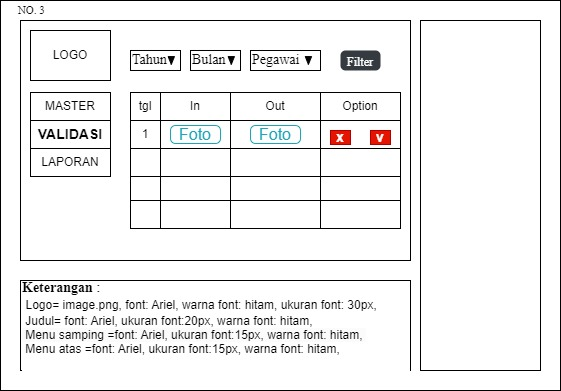 NO. 3
LOGO
Tahun▼ Bulan▼ Pegawai ▼ Filter
MASTER
VALIDASI
LAPORAN
tgl In Out Option
1 Foto Foto X V
Keterangan :
Logo= image.png, font: Ariel, warna font: hitam, ukuran font: 30px,
Judul= font: Ariel, ukuran font:20px, warna font: hitam,
Menu samping =font: Ariel, ukuran font:15px, warna font: hitam,
Menu atas =font: Ariel, ukuran font:15px, warna font: hitam,